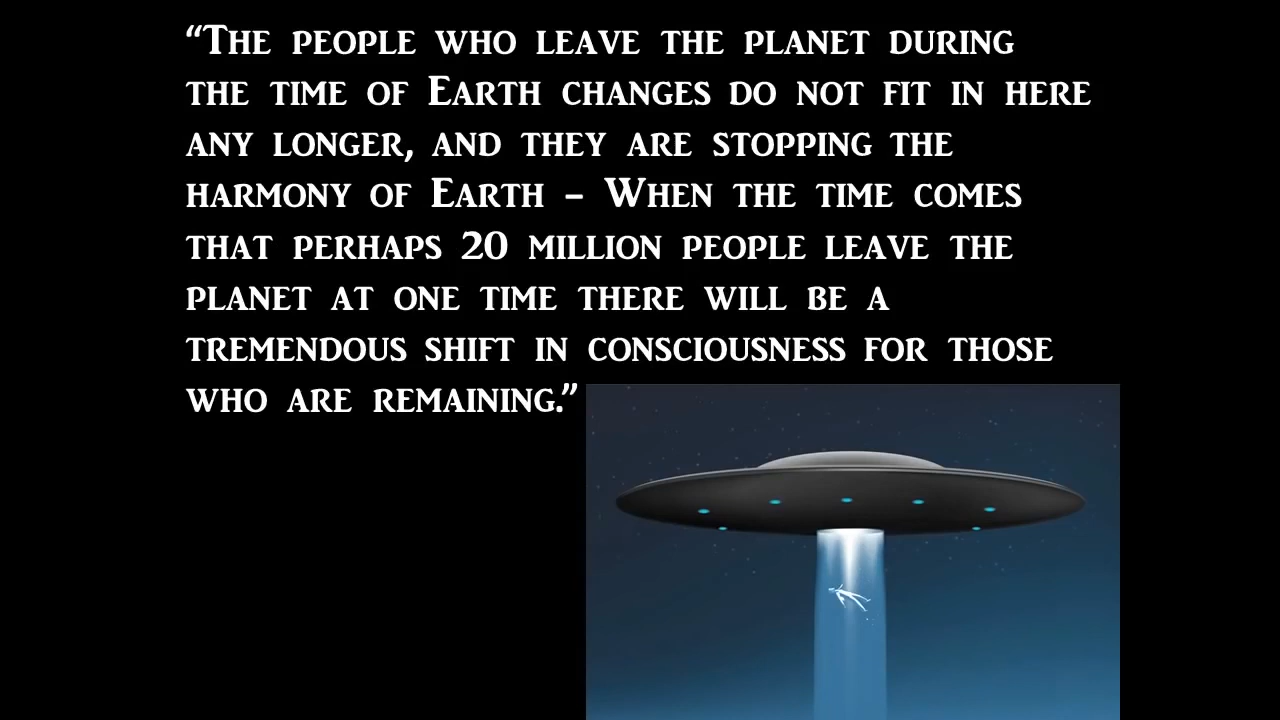 “The people who leave the planet during
the time of Earth changes do not fit in here
any longer, and they are stopping the
harmony of Earth – When the time comes
that perhaps 20 million people leave the
planet at one time there will be a
tremendous shift in consciousness for those
who are remaining.”